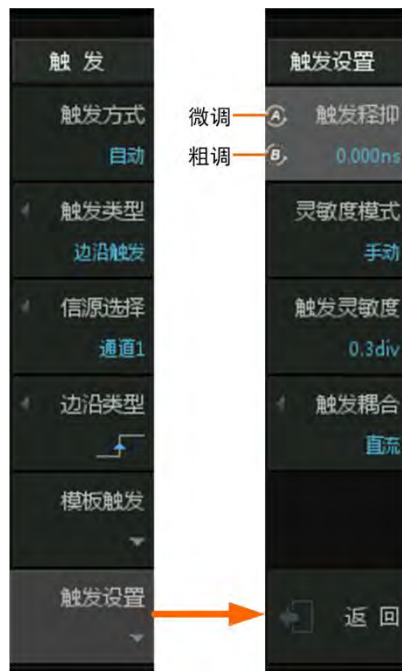 触 发
触发方式
自动
触发类型
边沿触发
信源选择
通道1
边沿类型
模板触发
触发设置
微调
粗调
触发设置
A 触发释抑
B 0.000ns
灵敏度模式
手动
触发灵敏度
0.3div
触发耦合
直流
返 回